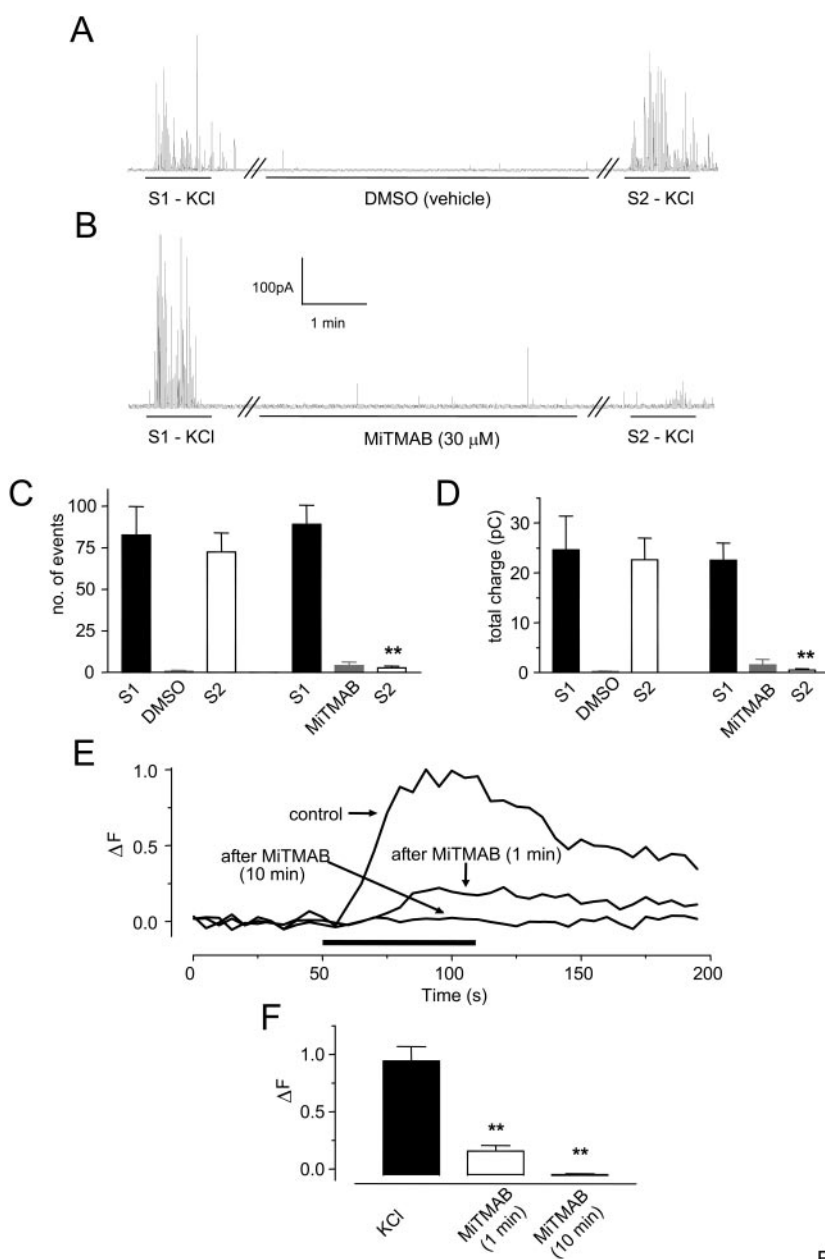 A
S1 - KCl
DMSO (vehicle)
S2 - KCl
B
100pA
1 min
S1 - KCl
MiTMAB (30 μM)
S2 - KCl
C
no. of events
100
75
50
25
0
**
S1
DMSO
S2
S1
MiTMAB
S2
D
total charge (pC)
30
20
10
0
**
S1
DMSO
S2
S1
MiTMAB
S2
E
ΔF
1.0
0.5
0.0
control
after MiTMAB
(10 min)
after MiTMAB (1 min)
0
50
100
150
200
Time (s)
F
ΔF
1.0
0.5
0.0
**
**
KCl
MiTMAB
(1 min)
MiTMAB
(10 min)